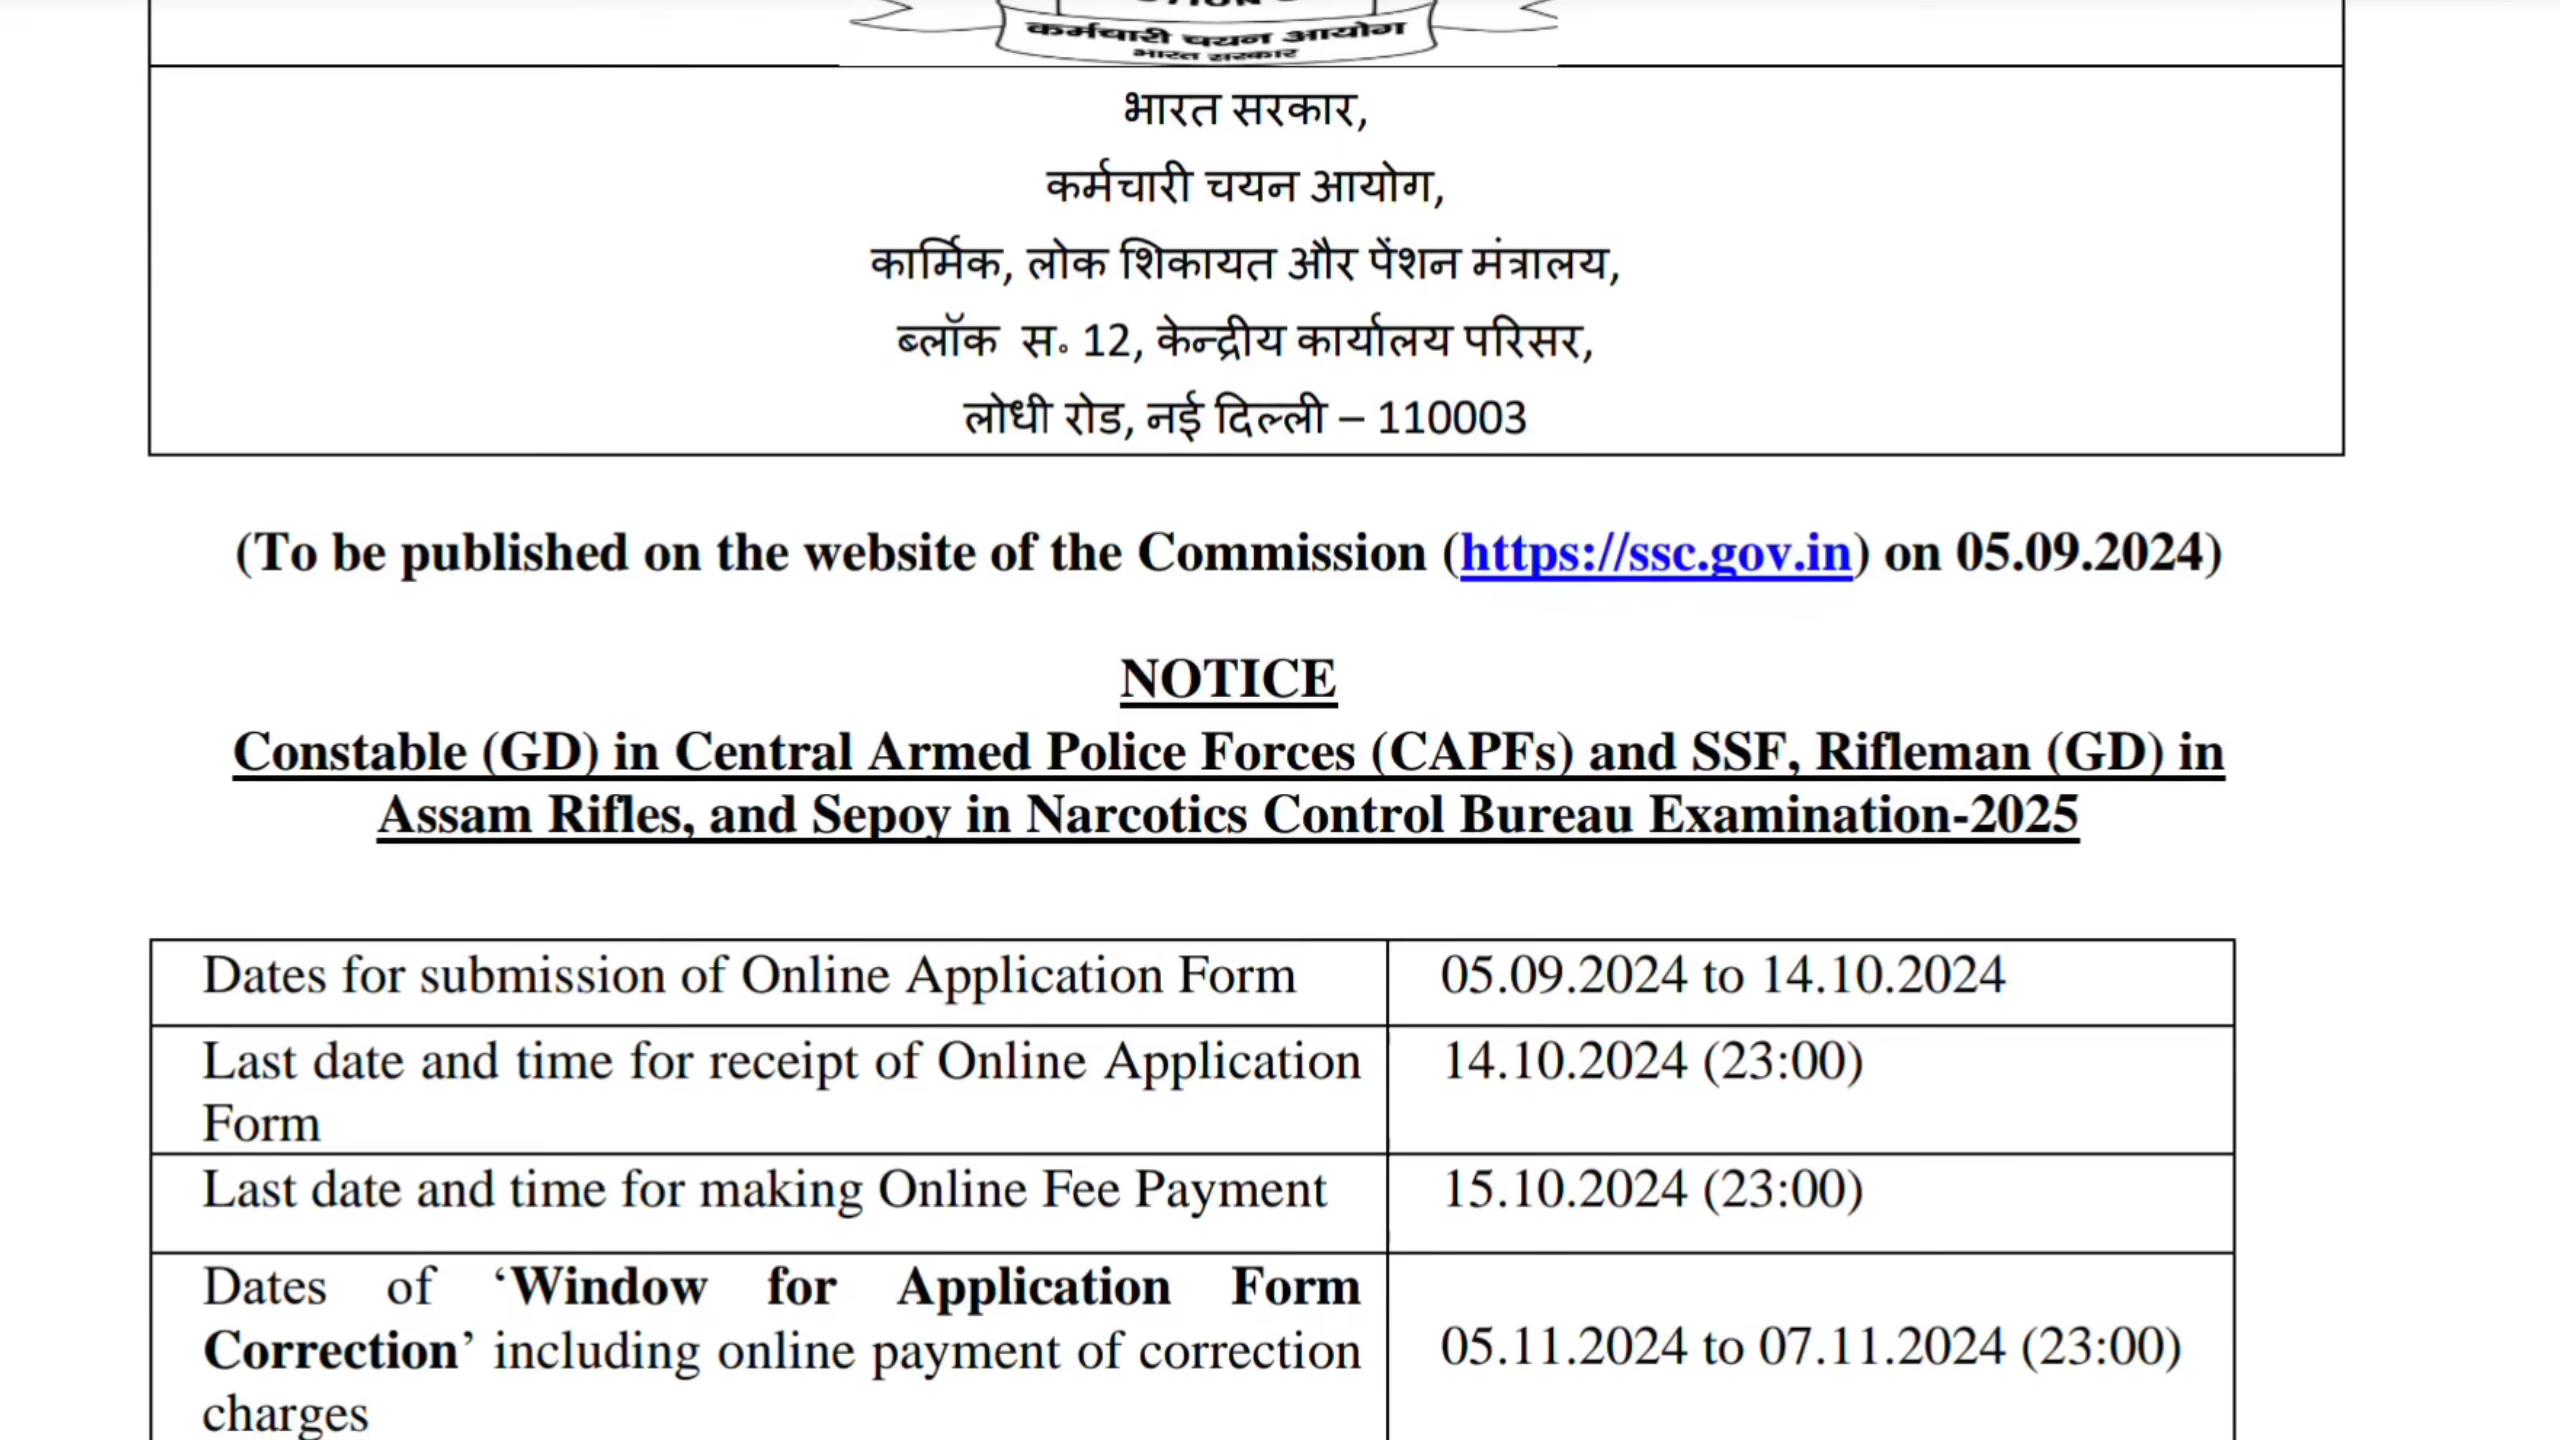 कर्मचारी चयन आयोग
भारत सरकार
भारत सरकार,
कर्मचारी चयन आयोग,
कार्मिक, लोक शिकायत और पेंशन मंत्रालय,
ब्लॉक स॰ 12, केन्द्रीय कार्यालय परिसर,
लोधी रोड, नई दिल्ली – 110003
(To be published on the website of the Commission (https://ssc.gov.in) on 05.09.2024)
NOTICE
Constable (GD) in Central Armed Police Forces (CAPFs) and SSF, Rifleman (GD) in
Assam Rifles, and Sepoy in Narcotics Control Bureau Examination-2025
Dates for submission of Online Application Form 05.09.2024 to 14.10.2024
Last date and time for receipt of Online Application 14.10.2024 (23:00)
Form
Last date and time for making Online Fee Payment 15.10.2024 (23:00)
Dates of ‘Window for Application Form
Correction’ including online payment of correction 05.11.2024 to 07.11.2024 (23:00)
charges